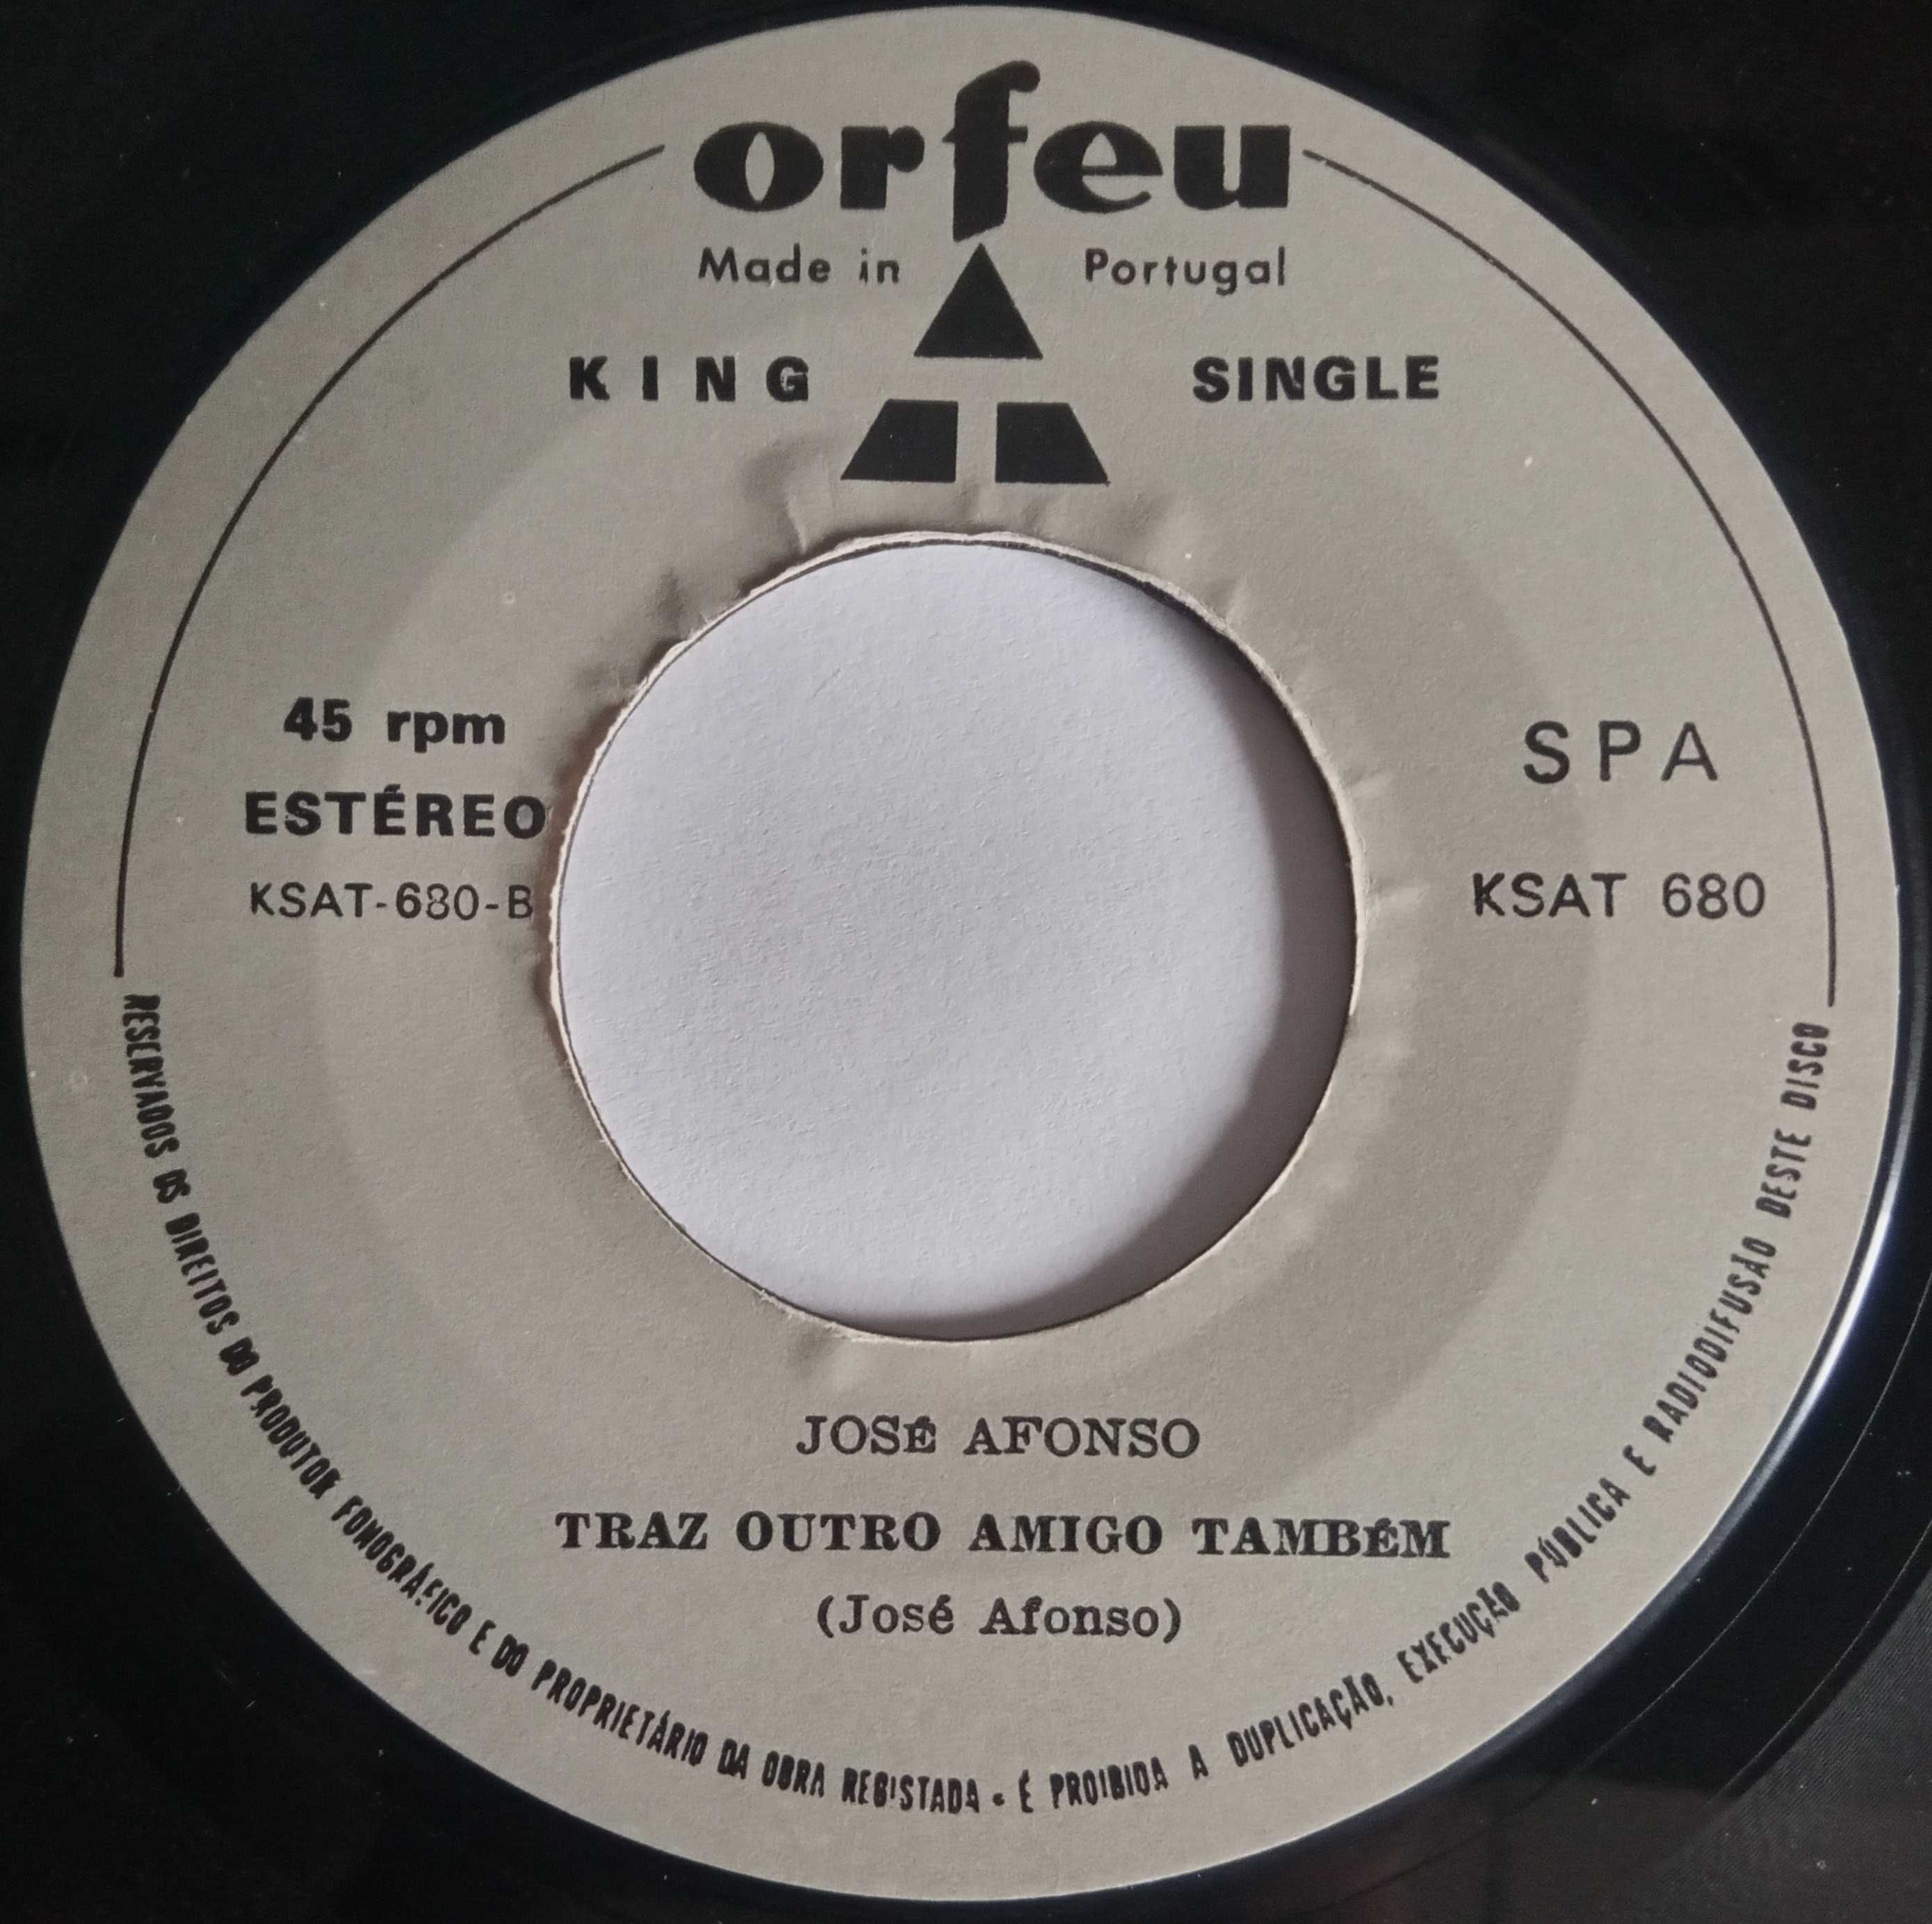 orfeu
Made in Portugal
KING SINGLE
45 rpm
ESTÉREO
KSAT-680-B
SPA
KSAT 680
JOSÉ AFONSO
TRAZ OUTRO AMIGO TAMBÉM
(José Afonso)
RESERVADOS OS DIREITOS DO PRODUTOR FONOGRÁFICO E DO PROPRIETÁRIO DA OBRA REGISTADA • É PROIBIDA A DUPLICAÇÃO, EXECUÇÃO PÚBLICA E RADIODIFUSÃO DESTE DISCO